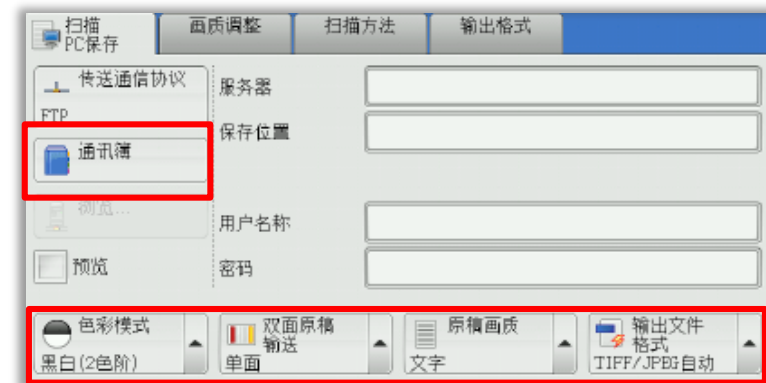 扫描
PC保存
画质调整
扫描方法
输出格式
传送通信协议
FTP
服务器
保存位置
通讯簿
浏览...
用户名称
预览
密码
色彩模式
黑白(2色阶)
双面原稿
输送
单面
原稿画质
文字
输出文件
格式
TIFF/JPEG自动